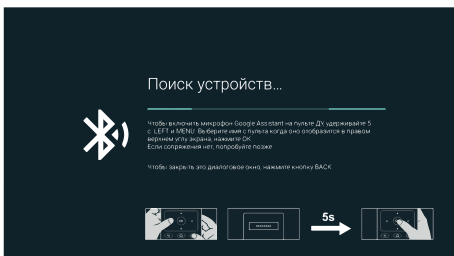 Поиск устройств...
Чтобы включить микрофон Google Assistant на пульте ДУ, удерживайте 5
с. LEFT и MENU. Выберите имя с пульта когда оно отобразится в правом
верхнем углу экрана, нажмите OK.
Если сопряжения нет, попробуйте позже
Чтобы закрыть это диалоговое окно, нажмите кнопку BACK.
5s